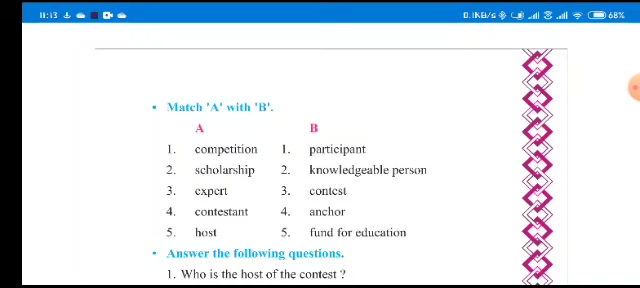 11:13 0.1KB/s 68%
• Match 'A' with 'B'.
A B
1. competition 1. participant
2. scholarship 2. knowledgeable person
3. expert 3. contest
4. contestant 4. anchor
5. host 5. fund for education
• Answer the following questions.
1. Who is the host of the contest ?